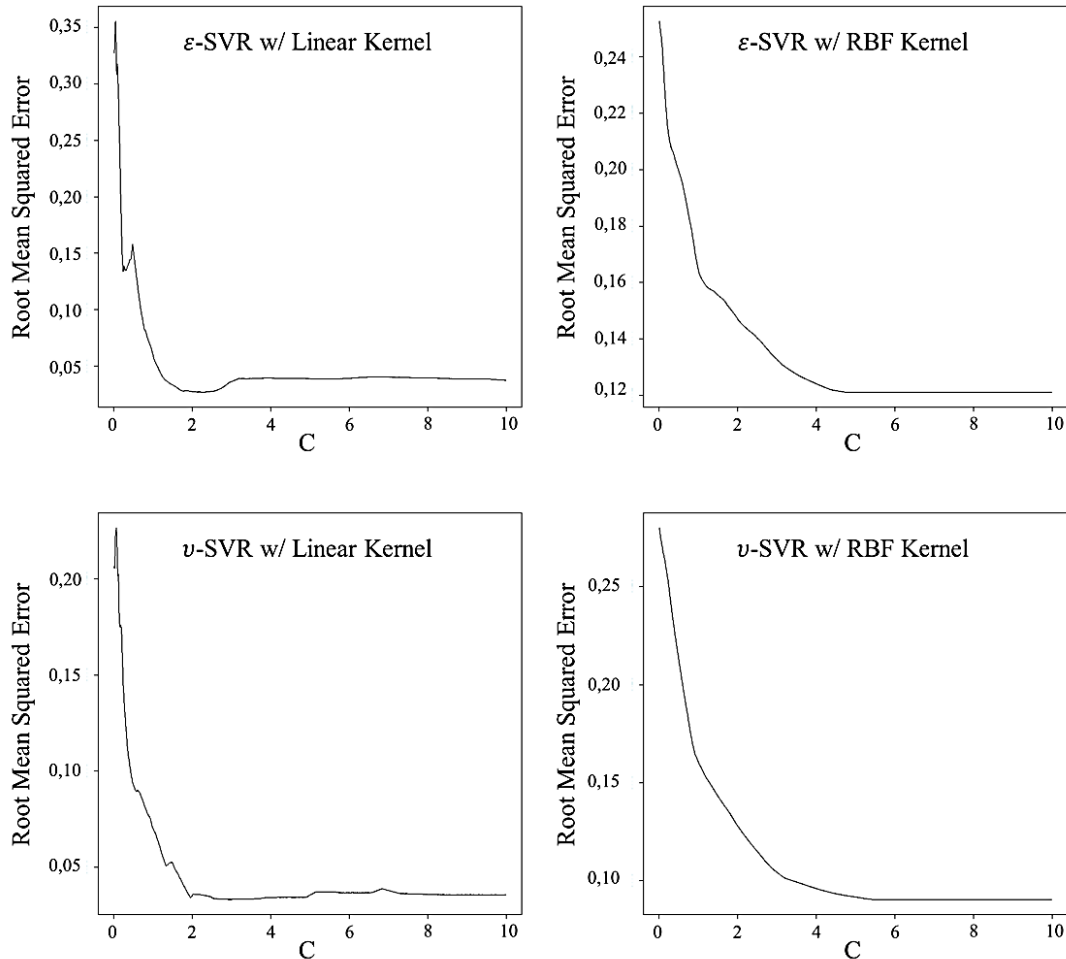 ε-SVR w/ Linear Kernel
Root Mean Squared Error
0,35
0,30
0,25
0,20
0,15
0,10
0,05
0 2 4 6 8 10
C
ε-SVR w/ RBF Kernel
Root Mean Squared Error
0,24
0,22
0,20
0,18
0,16
0,14
0,12
0 2 4 6 8 10
C
υ-SVR w/ Linear Kernel
Root Mean Squared Error
0,20
0,15
0,10
0,05
0 2 4 6 8 10
C
υ-SVR w/ RBF Kernel
Root Mean Squared Error
0,25
0,20
0,15
0,10
0 2 4 6 8 10
C